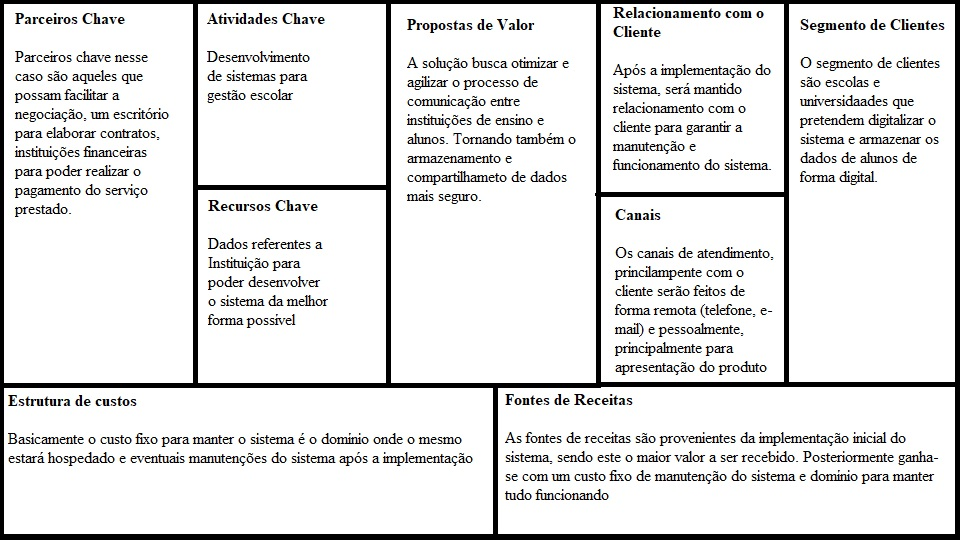 Parceiros Chave
Parceiros chave nesse
caso são aqueles que
possam facilitar a
negociação, um escritório
para elaborar contratos,
instituições financeiras
para poder realizar o
pagamento do serviço
prestado.
Atividades Chave
Desenvolvimento
de sistemas para
gestão escolar
Recursos Chave
Dados referentes a
Instituição para
poder desenvolver
o sistema da melhor
forma possível
Propostas de Valor
A solução busca otimizar e
agilizar o processo de
comunicação entre
instituições de ensino e
alunos. Tornando também o
armazenamento e
compartilhameto de dados
mais seguro.
Relacionamento com o
Cliente
Após a implementação do
sistema, será mantido
relacionamento com o
cliente para garantir a
manutenção e
funcionamento do sistema.
Canais
Os canais de atendimento,
princilampente com o
cliente serão feitos de
forma remota (telefone, e-
mail) e pessoalmente,
principalmente para
apresentação do produto
Segmento de Clientes
O segmento de clientes
são escolas e
universidaades que
pretendem digitalizar o
sistema e armazenar os
dados de alunos de
forma digital.
Estrutura de custos
Basicamente o custo fixo para manter o sistema é o domínio onde o mesmo
estará hospedado e eventuais manutenções do sistema após a implementação
Fontes de Receitas
As fontes de receitas são provenientes da implementação inicial do
sistema, sendo este o maior valor a ser recebido. Posteriormente ganha-
se com um custo fixo de manutenção do sistema e domínio para manter
tudo funcionando